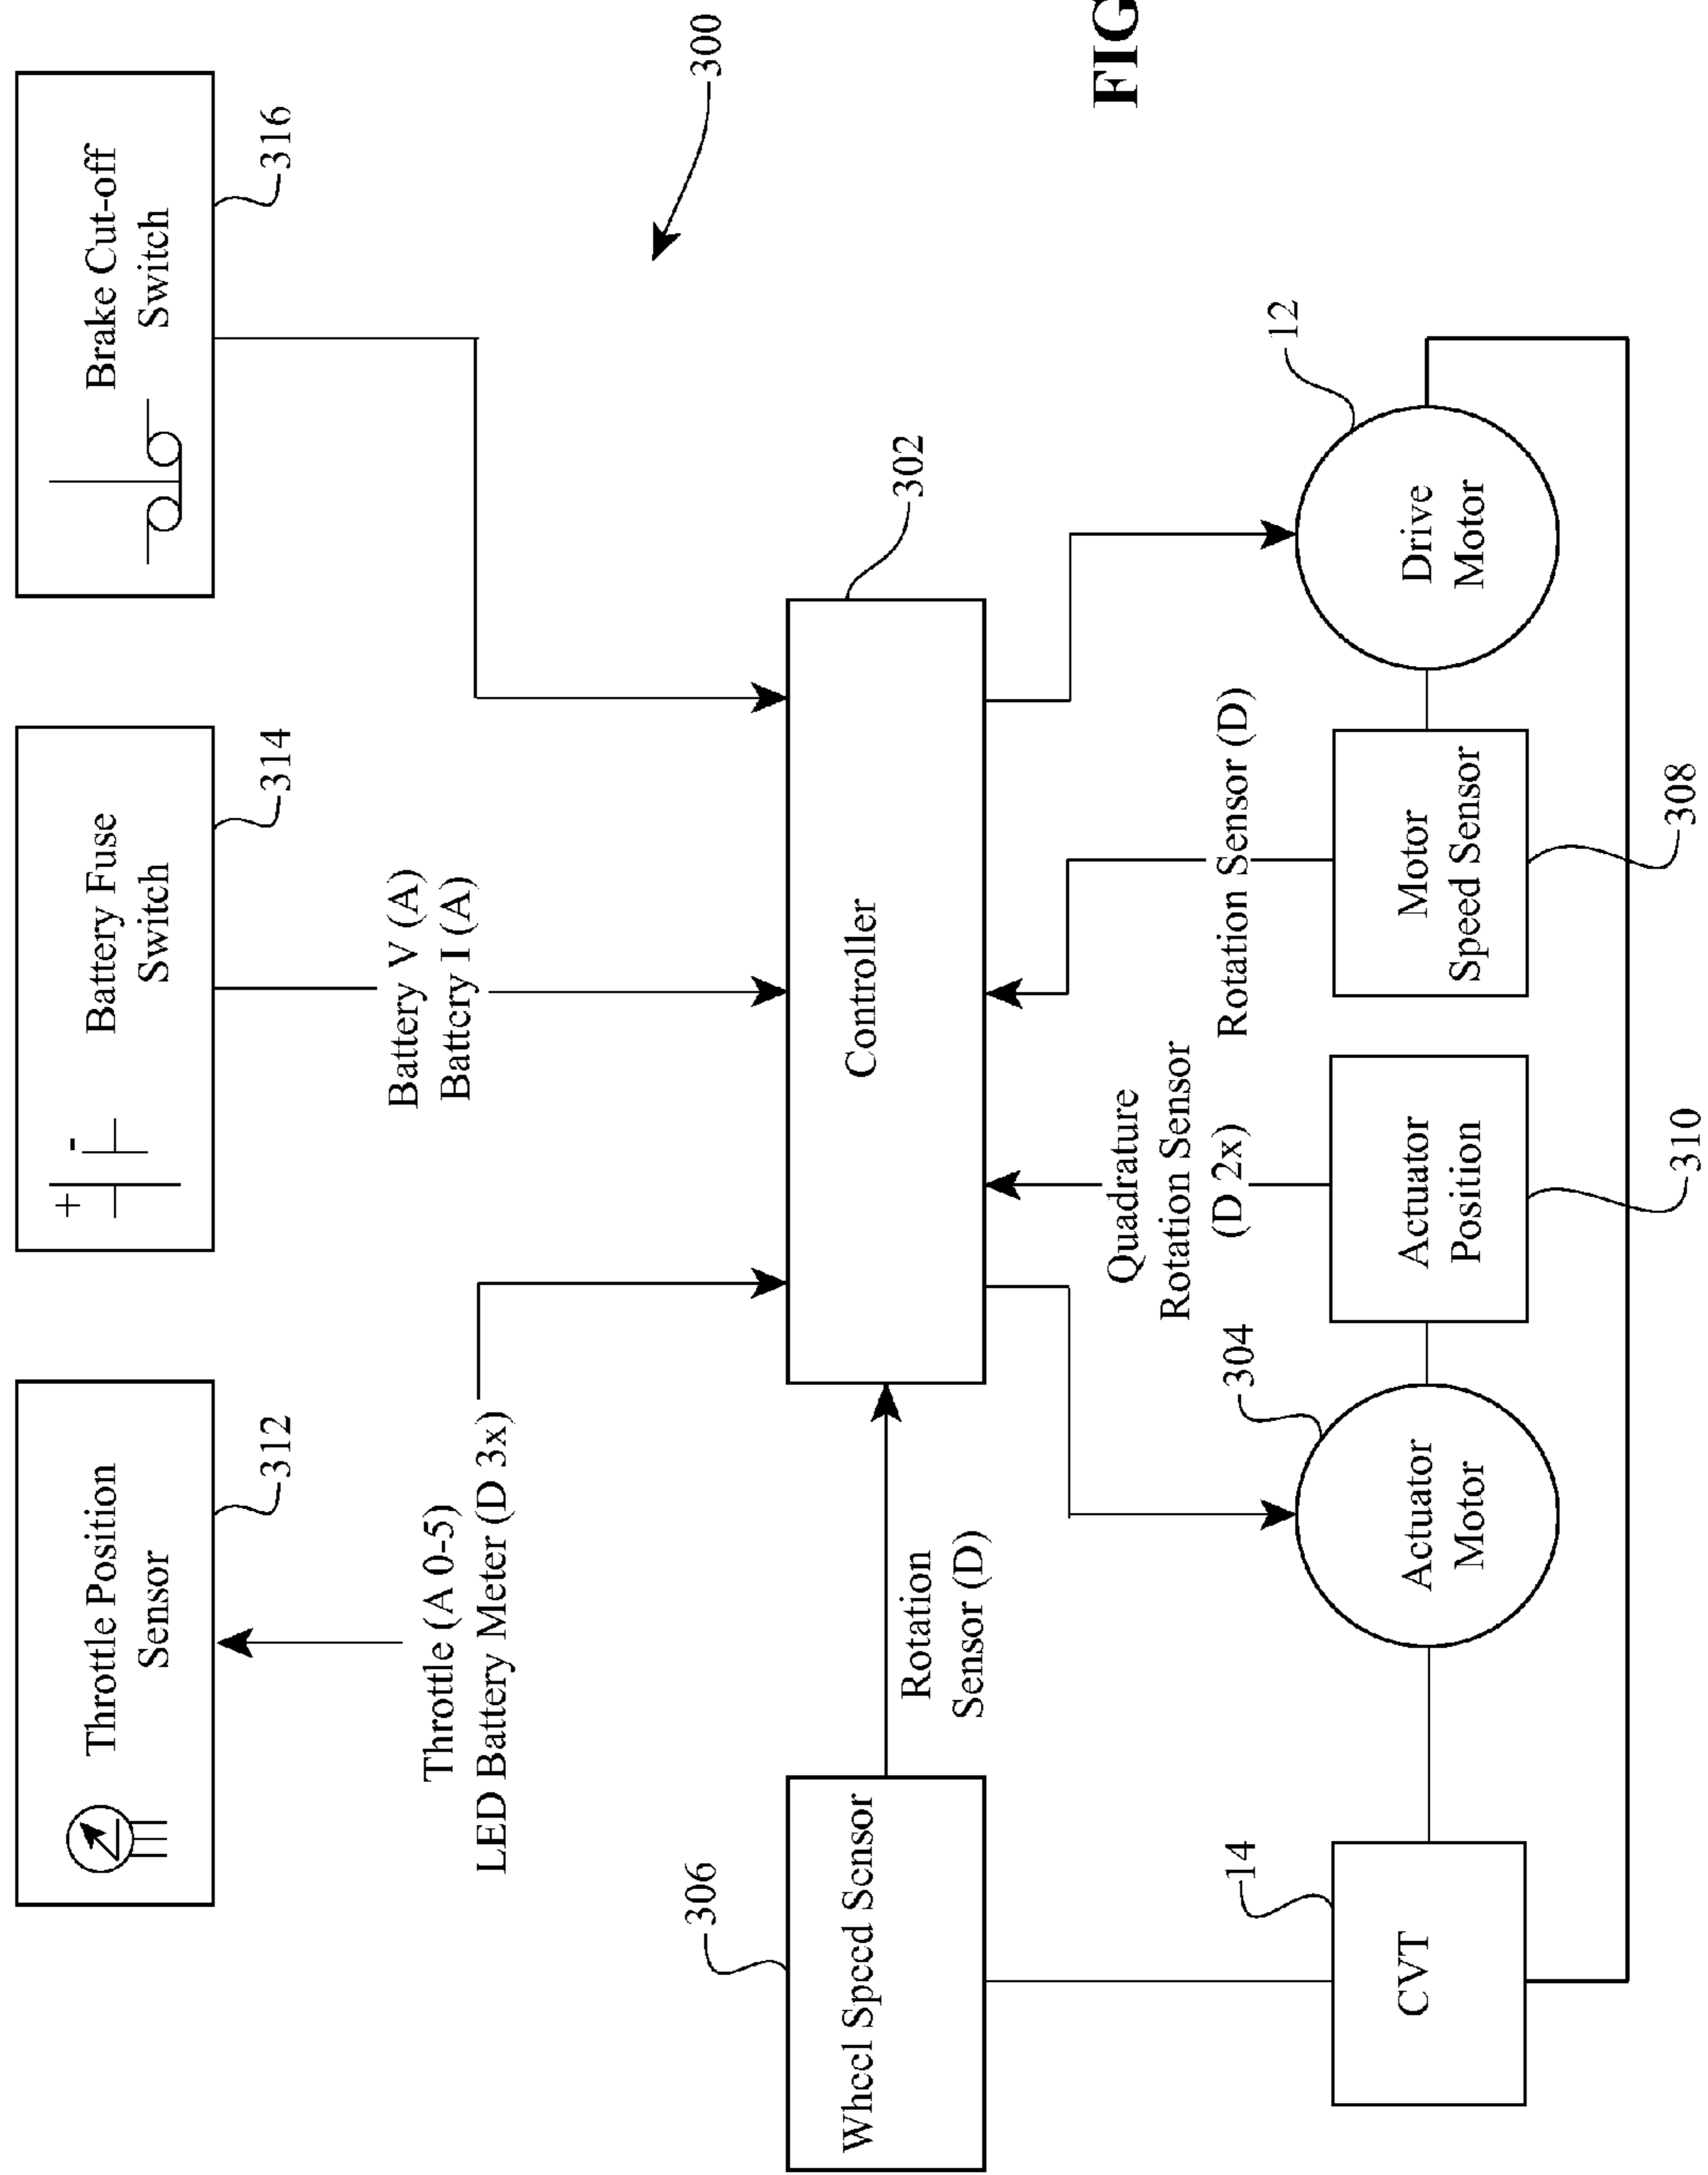 Throttle Position
Sensor
312
+ -
Battery Fuse
Switch
314
Brake Cut-off
Switch
316
Throttle (A 0-5)
LED Battery Meter (D 3x)
Battery V (A)
Battery I (A)
300
306
Wheel Speed Sensor
Rotation
Sensor (D)
Controller
302
FIG
Quadrature
Rotation Sensor
(D 2x)
Rotation Sensor (D)
14
CVT
304
Actuator
Motor
Actuator
Position
310
Motor
Speed Sensor
308
12
Drive
Motor